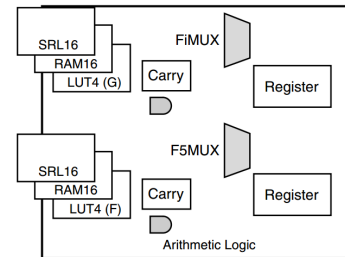 SRL16
RAM16
LUT4 (G)
Carry
FiMUX
Register
SRL16
RAM16
LUT4 (F)
Carry
F5MUX
Register
Arithmetic Logic